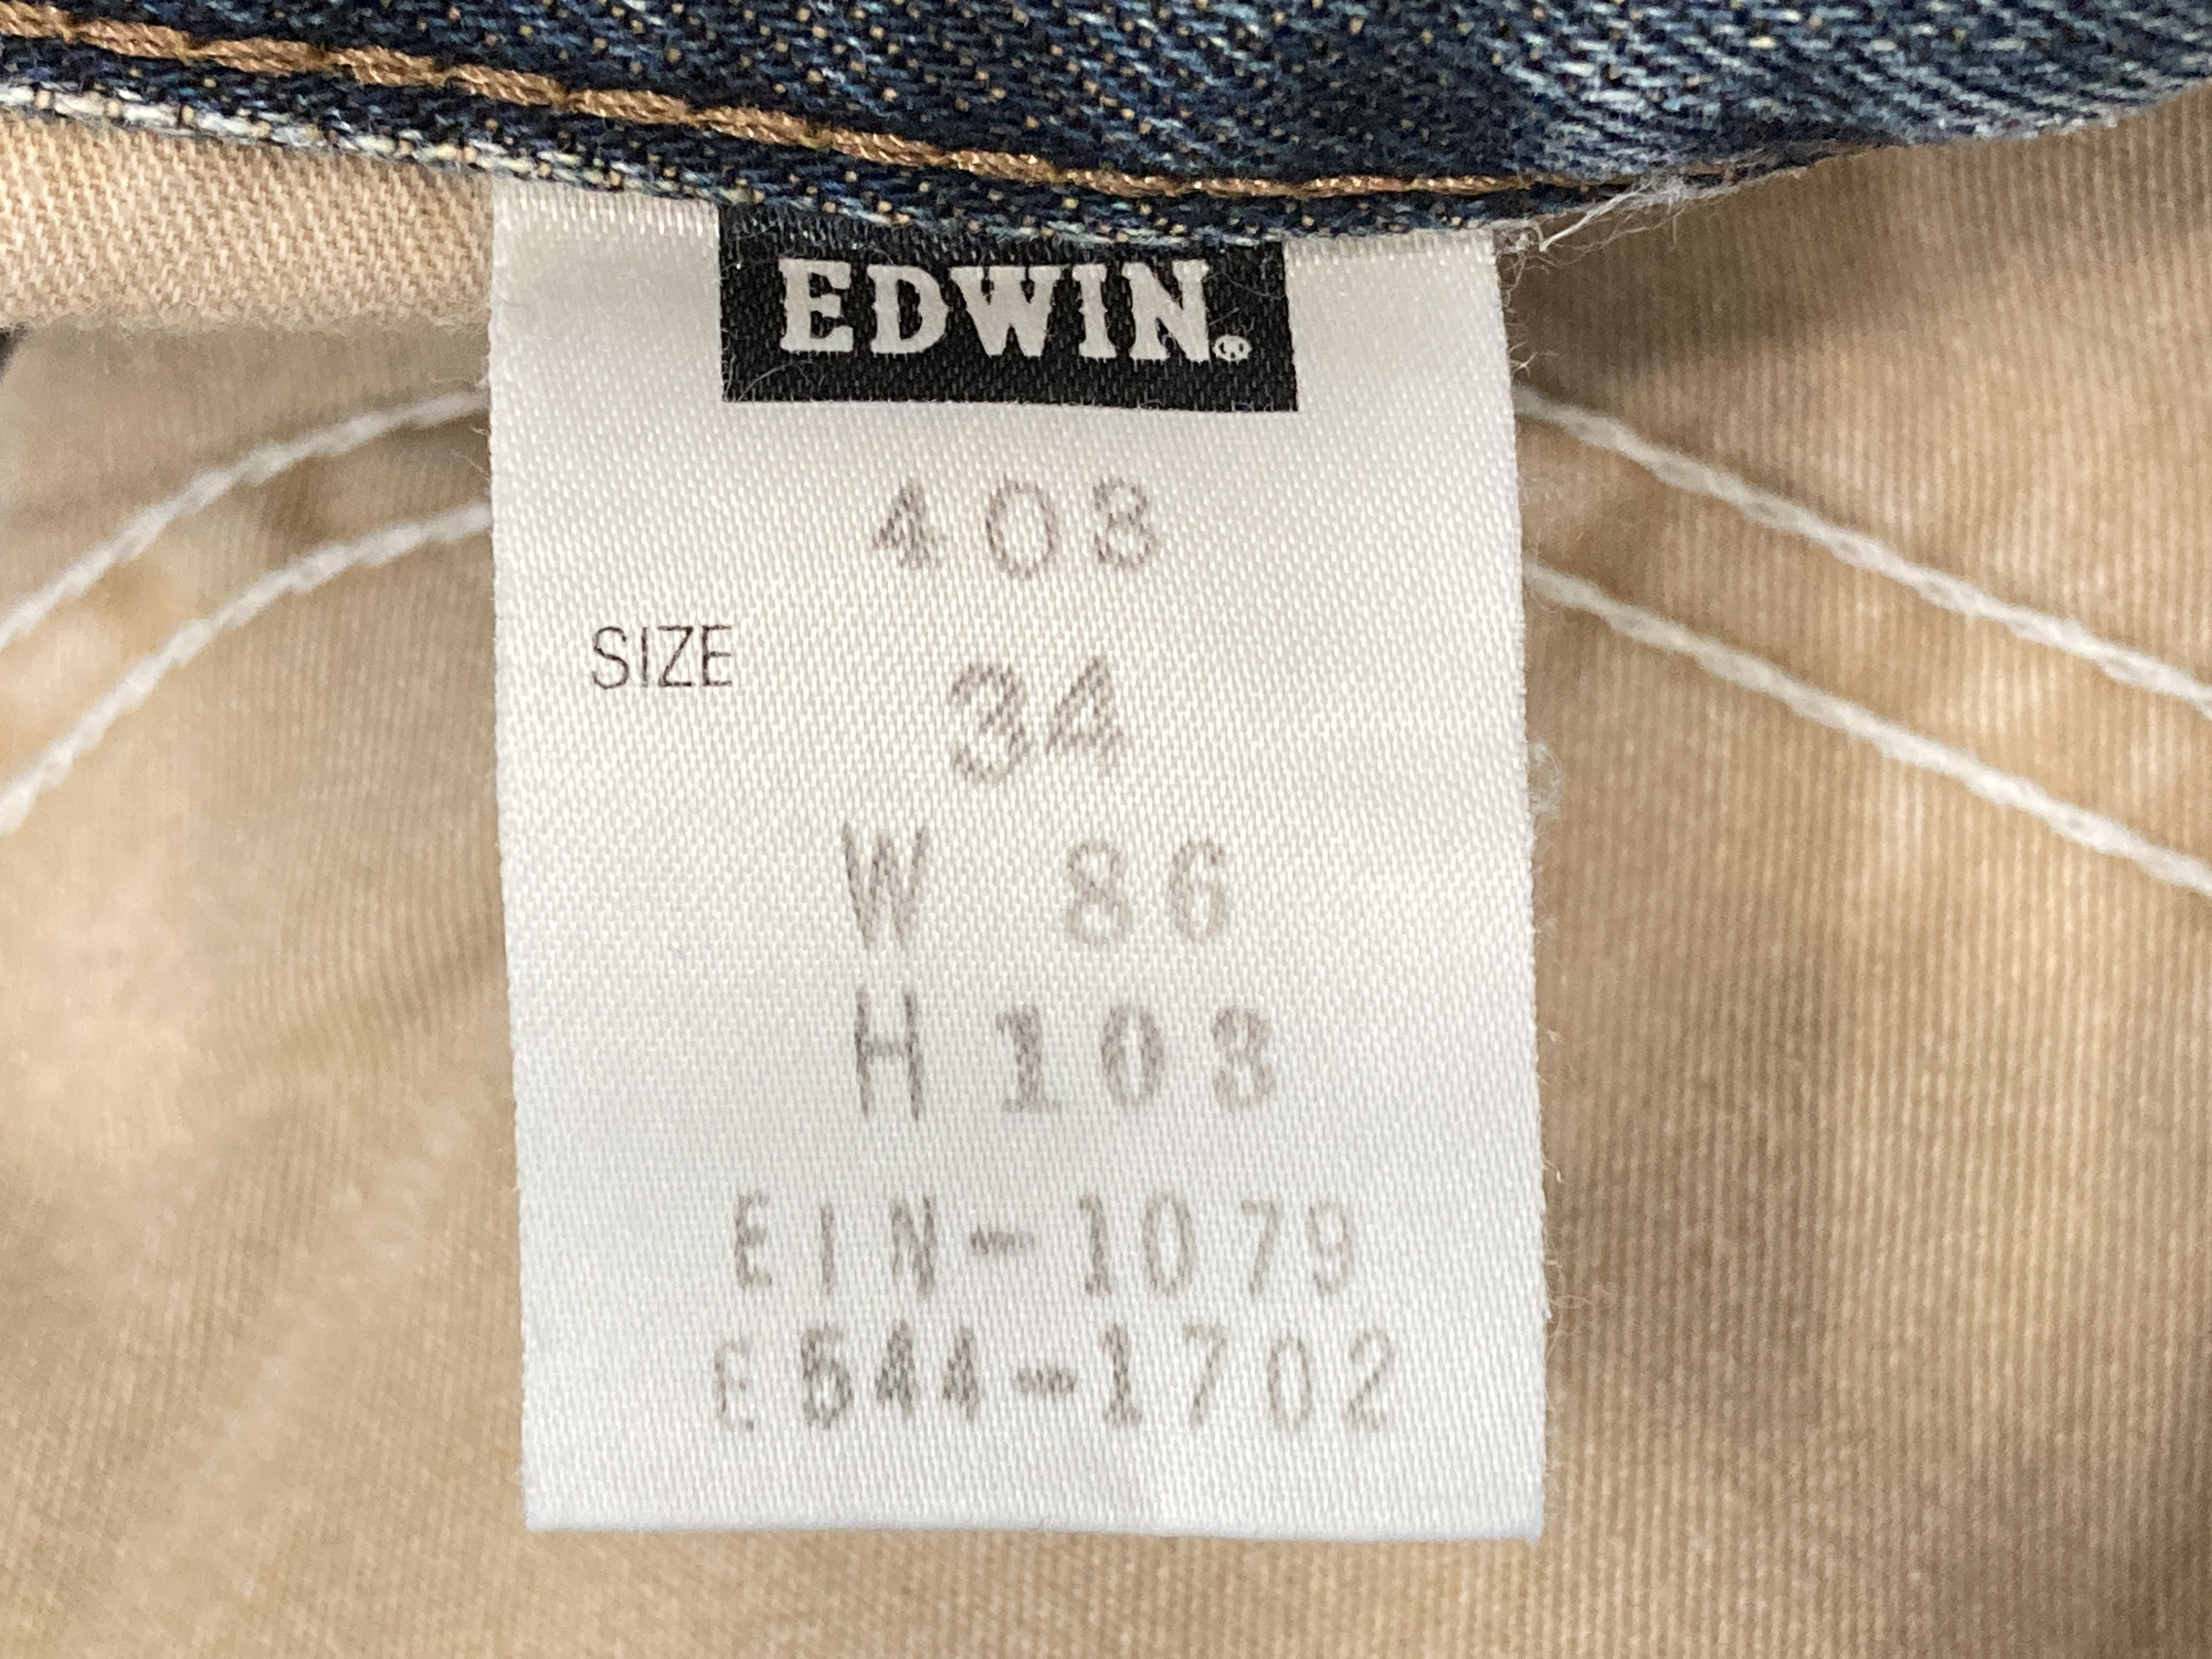 EDWIN®
408
SIZE 34
W 86
H 103
EIN-1079
E544-1702